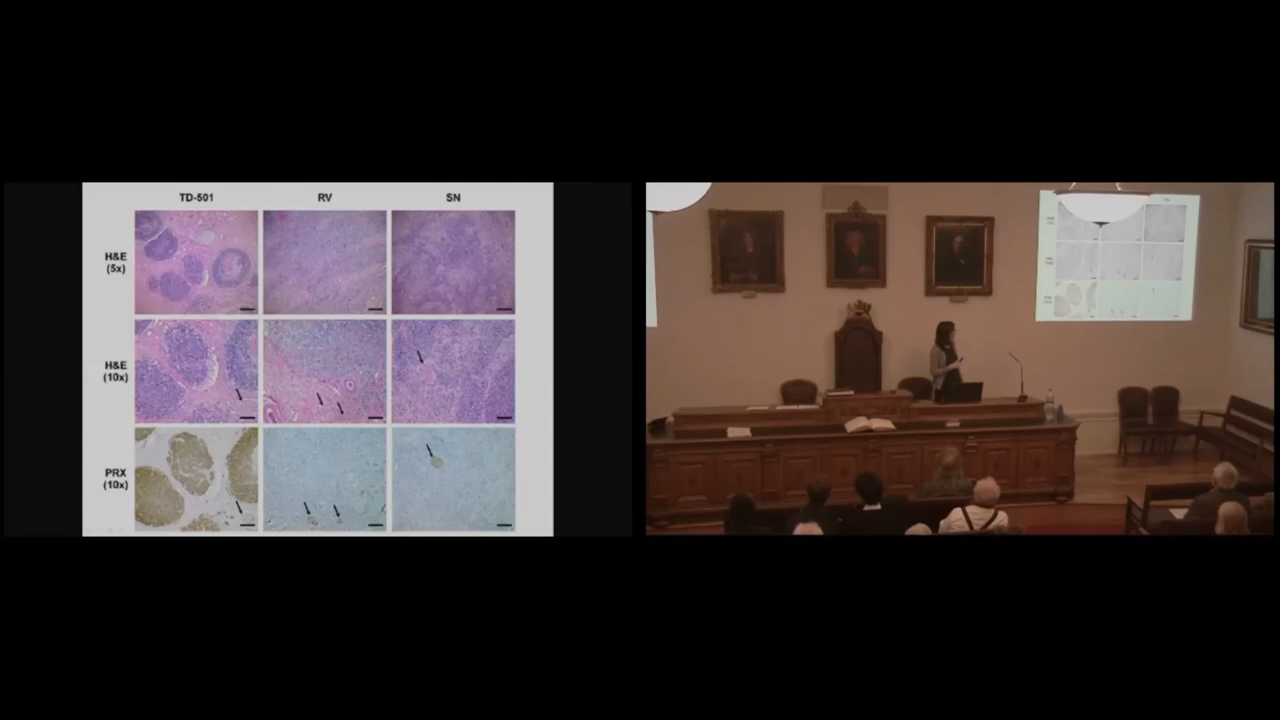 TD-501 RV SN
H&E
(5x)
H&E
(10x)
PRX
(10x)